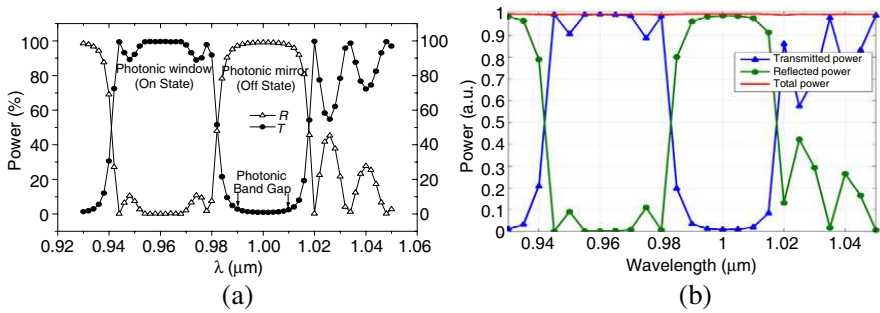 100
80
60
40
20
0
Power (%)
Photonic window
(On State)
Photonic mirror
(Off State)
R
T
Photonic
Band Gap
100
80
60
40
20
0
0.92 0.94 0.96 0.98 1.00 1.02 1.04 1.06
λ (μm)
(a)
1
0.9
0.8
0.7
0.6
0.5
0.4
0.3
0.2
0.1
0
Power (a.u.)
Transmitted power
Reflected power
Total power
0.94 0.96 0.98 1 1.02 1.04
Wavelength (μm)
(b)